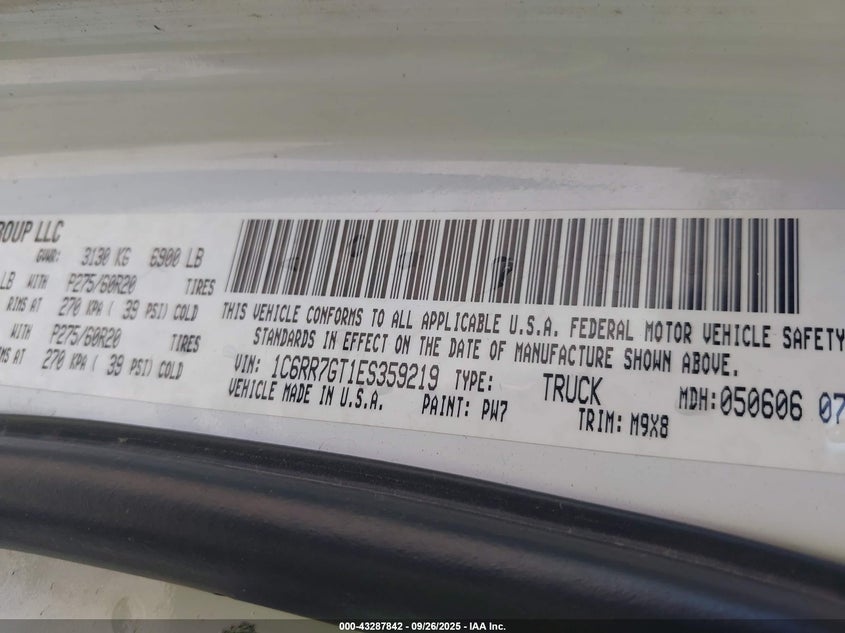 ROUP LLC
GVWR: 3130 KG 6900 LB
LB WITH P275/60R20 TIRES
RIMS AT 270 KPA ( 39 PSI) COLD
WITH P275/60R20 TIRES
270 KPA ( 39 PSI) COLD
THIS VEHICLE CONFORMS TO ALL APPLICABLE U.S.A. FEDERAL MOTOR VEHICLE SAFETY
STANDARDS IN EFFECT ON THE DATE OF MANUFACTURE SHOWN ABOVE.
VIN: 1C6RR7GT1ES359219 TYPE: TRUCK MDH: 050606 07
VEHICLE MADE IN U.S.A. PAINT: PW7 TRIM: M9X8
000-43287842 - 09/26/2025 - IAA Inc.